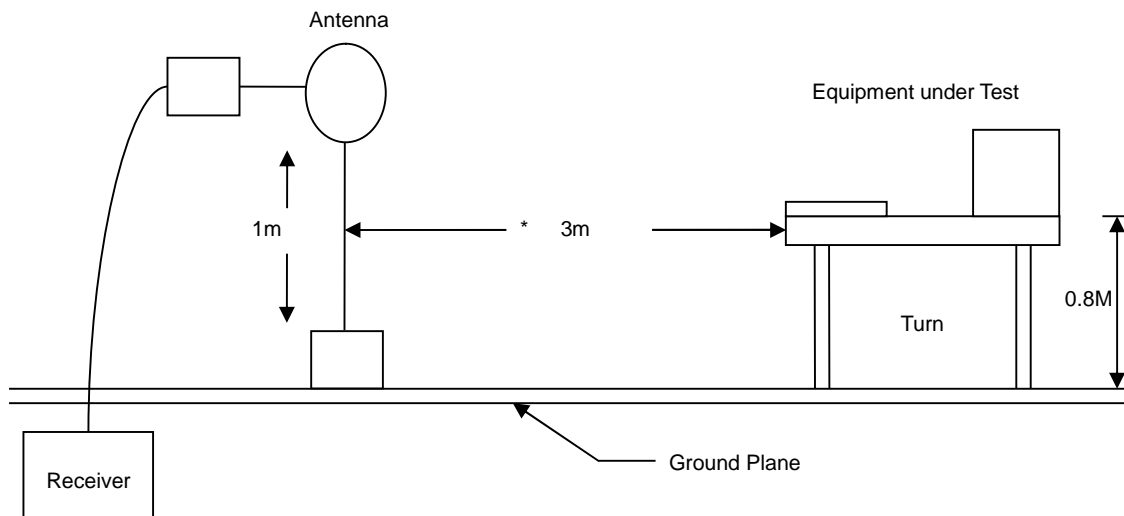 Antenna
Equipment under Test
1m
* 3m
0.8M
Turn
Ground Plane
Receiver